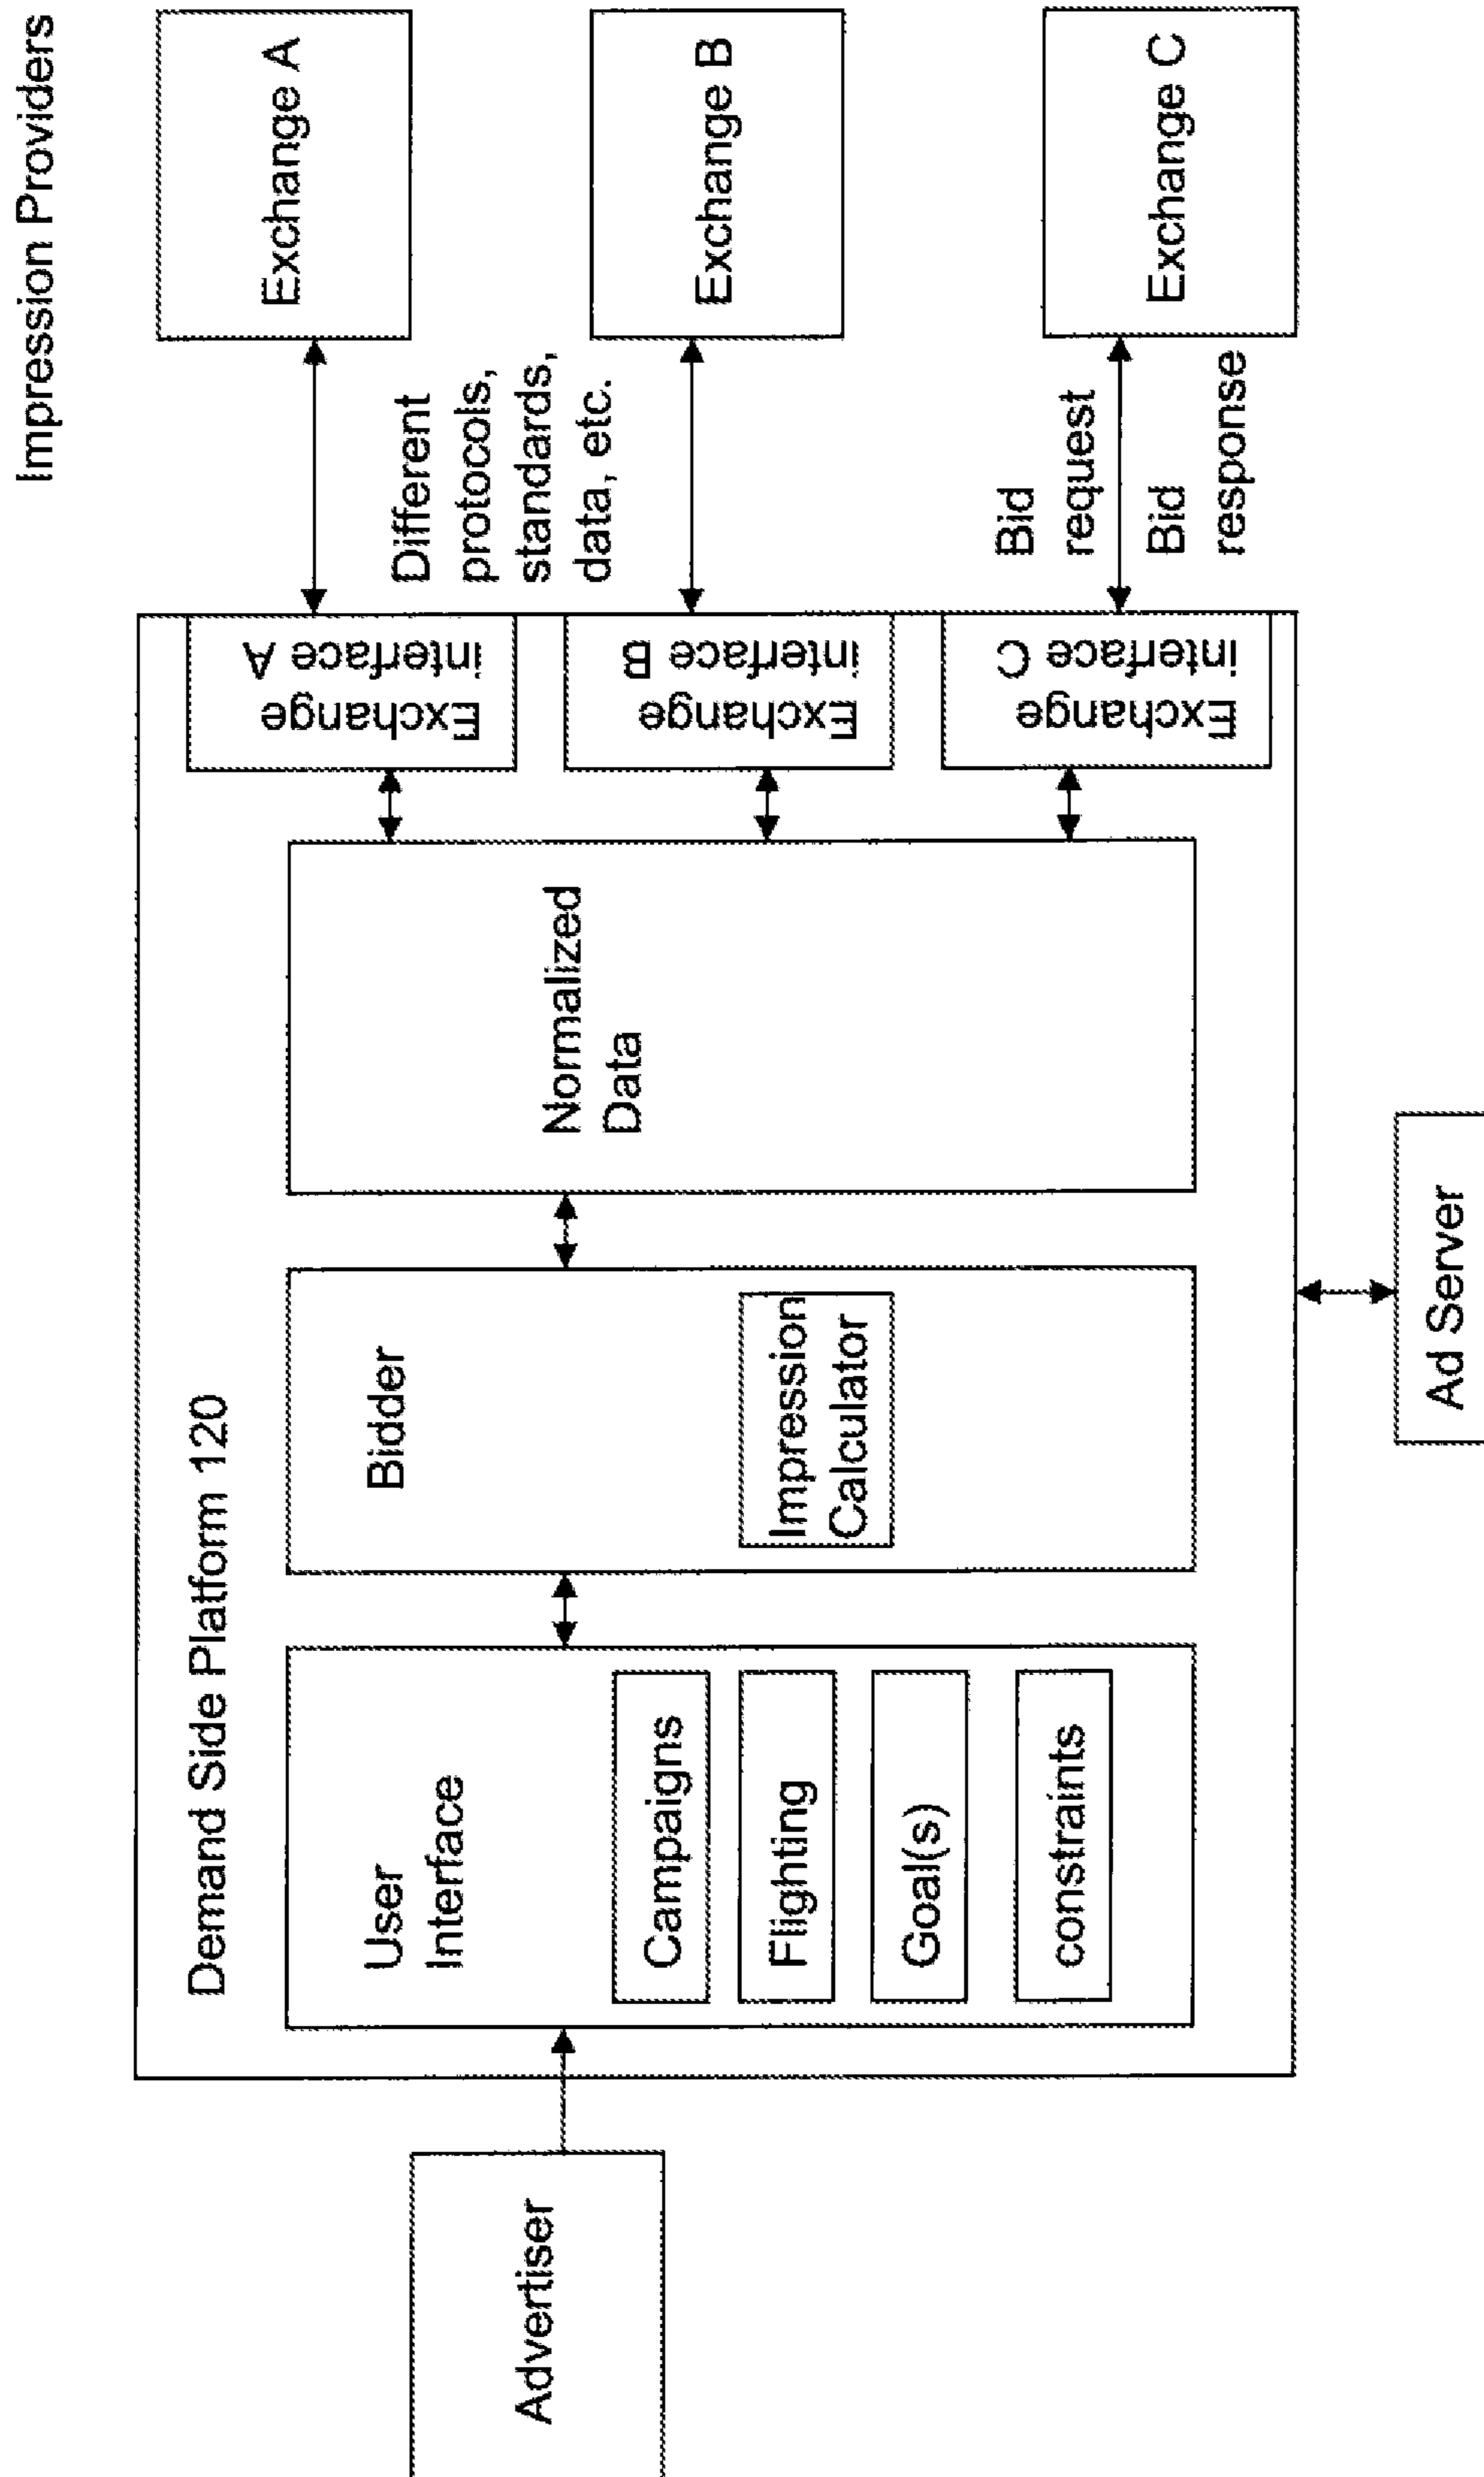 Impression Providers
Demand Side Platform 120
Advertiser
User
Interface
Campaigns
Flighting
Goal(s)
constraints
Bidder
Impression
Calculator
Normalized
Data
Exchange
interface A
Exchange
interface B
Exchange
interface C
Different
protocols,
standards,
data, etc.
Bid
request
Bid
response
Exchange A
Exchange B
Exchange C
Ad Server